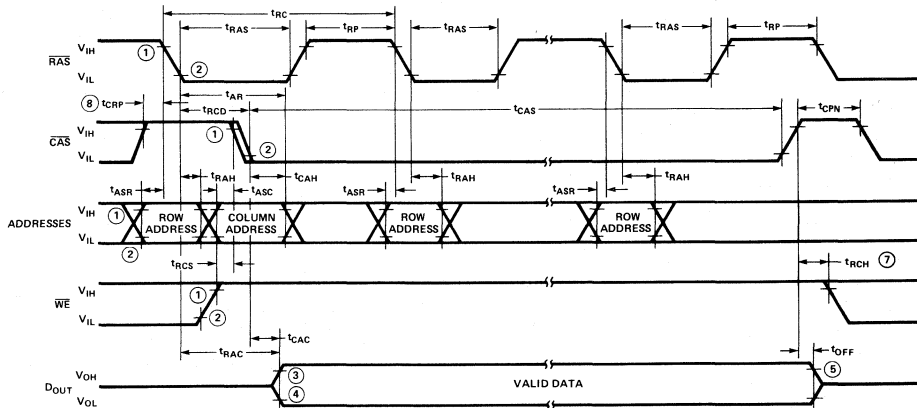 tRC
tRAS tRP tRAS tRAS tRP
VIH ① ②
RAS
VIL
tAR
⑧ tCRP tRCD tCAS tCPN
VIH ① ②
CAS
VIL
tRAH tASC tCAH
tASR tASR tRAH tASR tRAH
VIH ①
ADDRESSES
ROW ADDRESS COLUMN ADDRESS ROW ADDRESS ROW ADDRESS
VIL ②
tRCS tRCH ⑦
VIH ①
WE
VIL ②
tCAC
tRAC tOFF
VOH ③ ⑤
DOUT VALID DATA
VOL ④